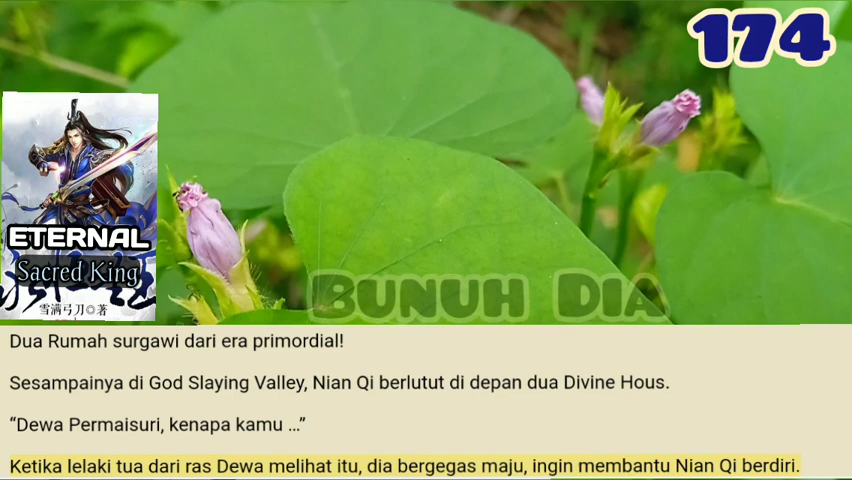 174
ETERNAL
Sacred King
雪满弓刀◎著
BUNUH DIA
Dua Rumah surgawi dari era primordial!
Sesampainya di God Slaying Valley, Nian Qi berlutut di depan dua Divine Hous.
“Dewa Permaisuri, kenapa kamu …”
Ketika lelaki tua dari ras Dewa melihat itu, dia bergegas maju, ingin membantu Nian Qi berdiri.